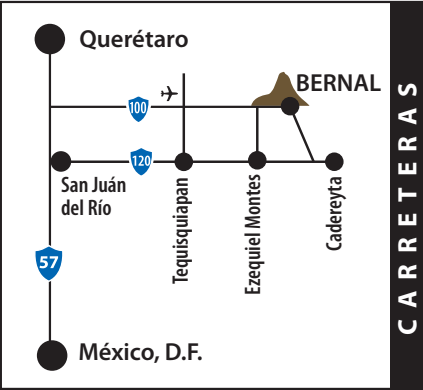 Querétaro
BERNAL
100
120
San Juán
del Río
Tequisquiapan
Ezequiel Montes
Cadereyta
57
México, D.F.
CARRETERAS